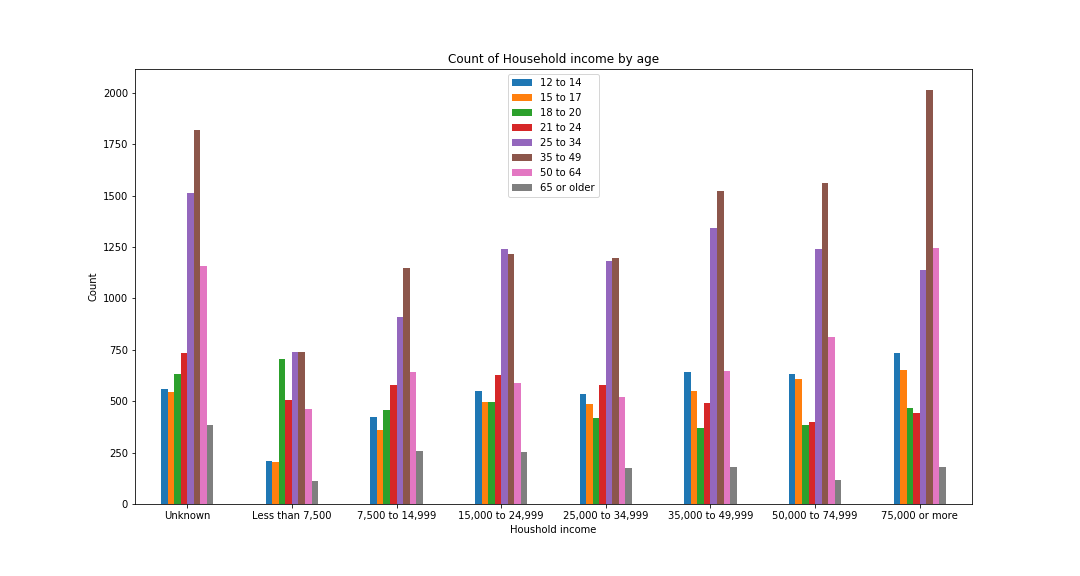 Count of Household income by age
12 to 14
15 to 17
18 to 20
21 to 24
25 to 34
35 to 49
50 to 64
65 or older
2000
1750
1500
1250
1000
750
500
250
0
Count
Unknown
Less than 7,500
7,500 to 14,999
15,000 to 24,999
25,000 to 34,999
35,000 to 49,999
50,000 to 74,999
75,000 or more
Houshold income